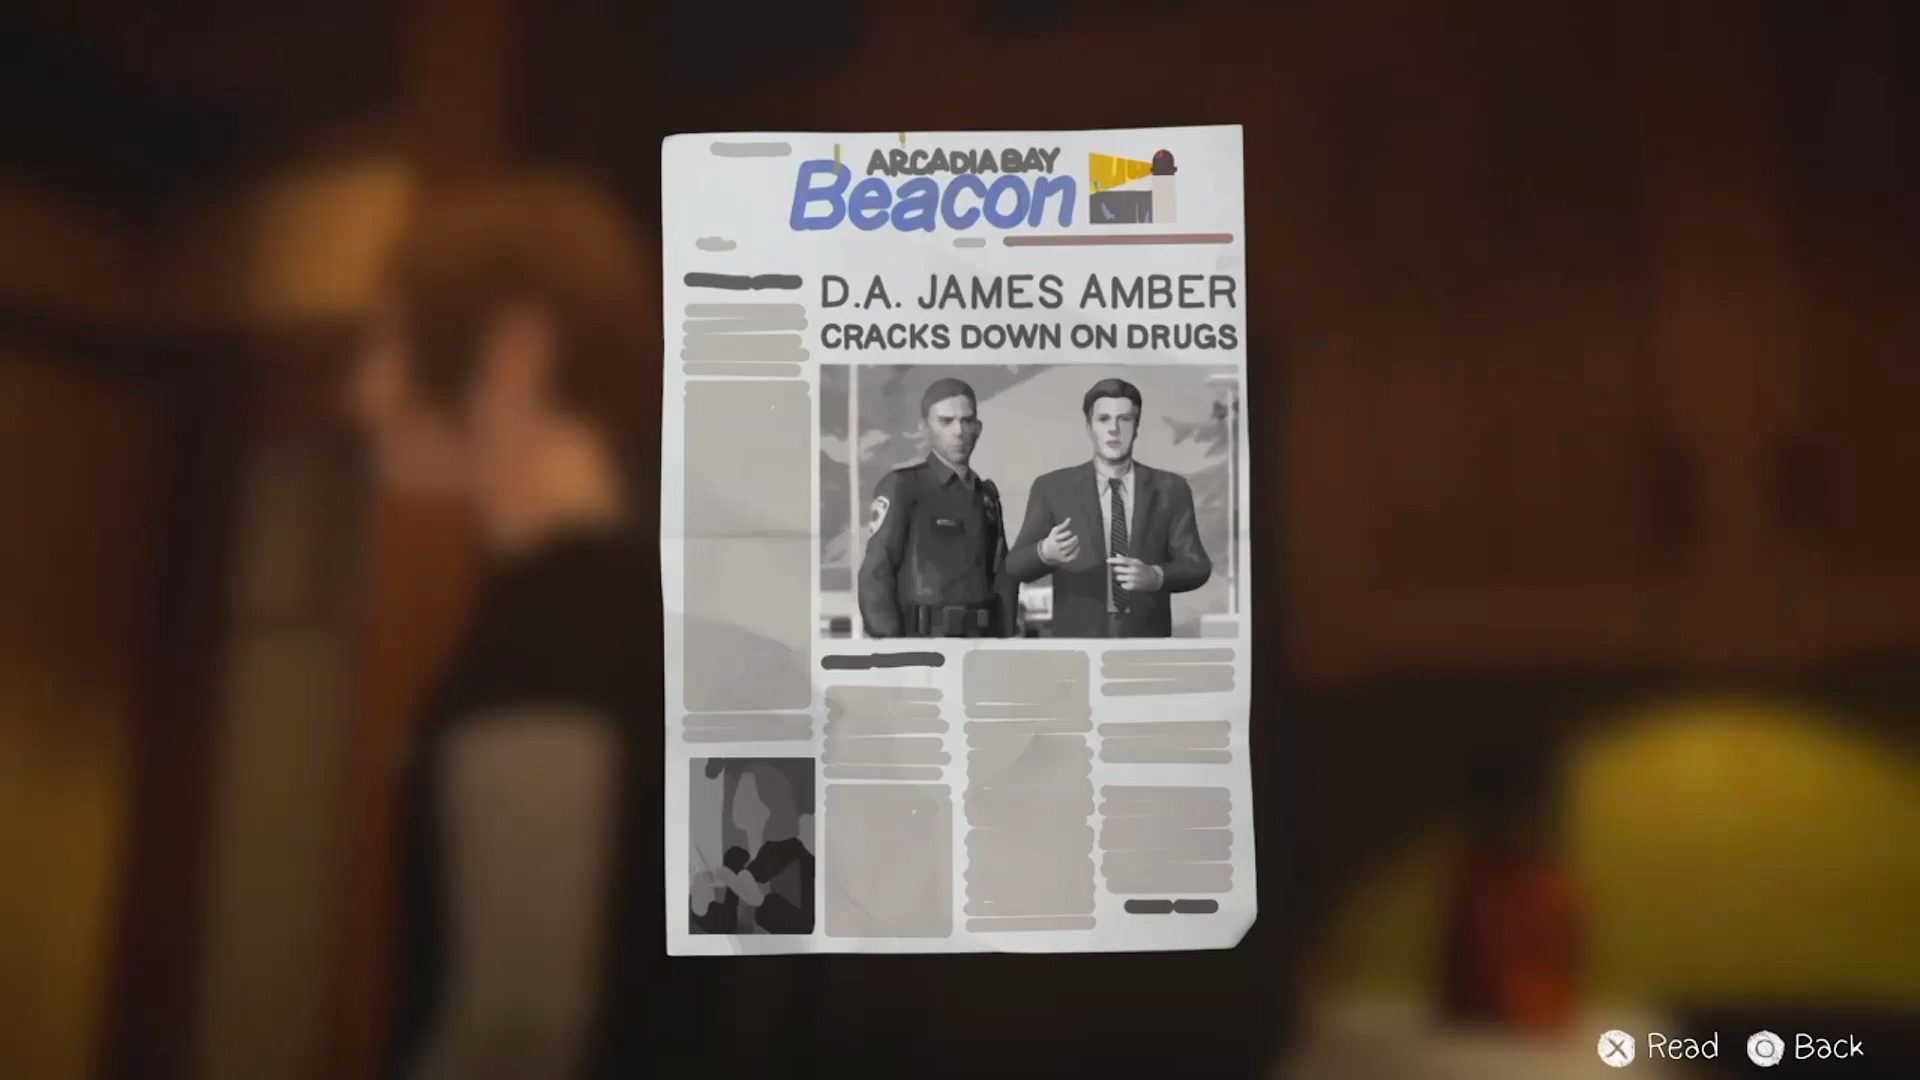 ARCADIA BAY
Beacon
D.A. JAMES AMBER
CRACKS DOWN ON DRUGS
Read Back